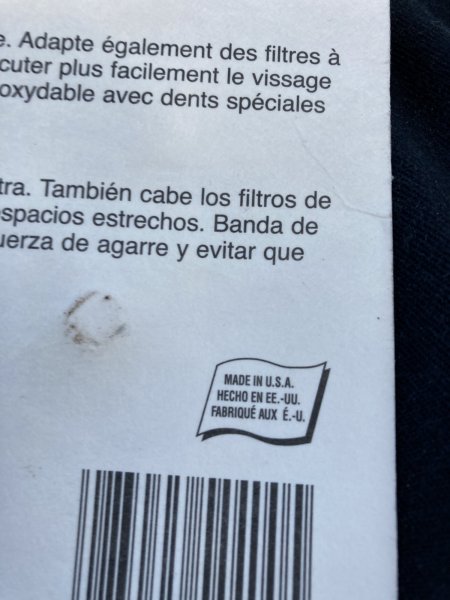 e. Adapte également des filtres à
cuter plus facilement le vissage
oxydable avec dents spéciales
tra. También cabe los filtros de
espacios estrechos. Banda de
uerza de agarre y evitar que
MADE IN U.S.A.
HECHO EN EE.-UU.
FABRIQUÉ AUX É.-U.